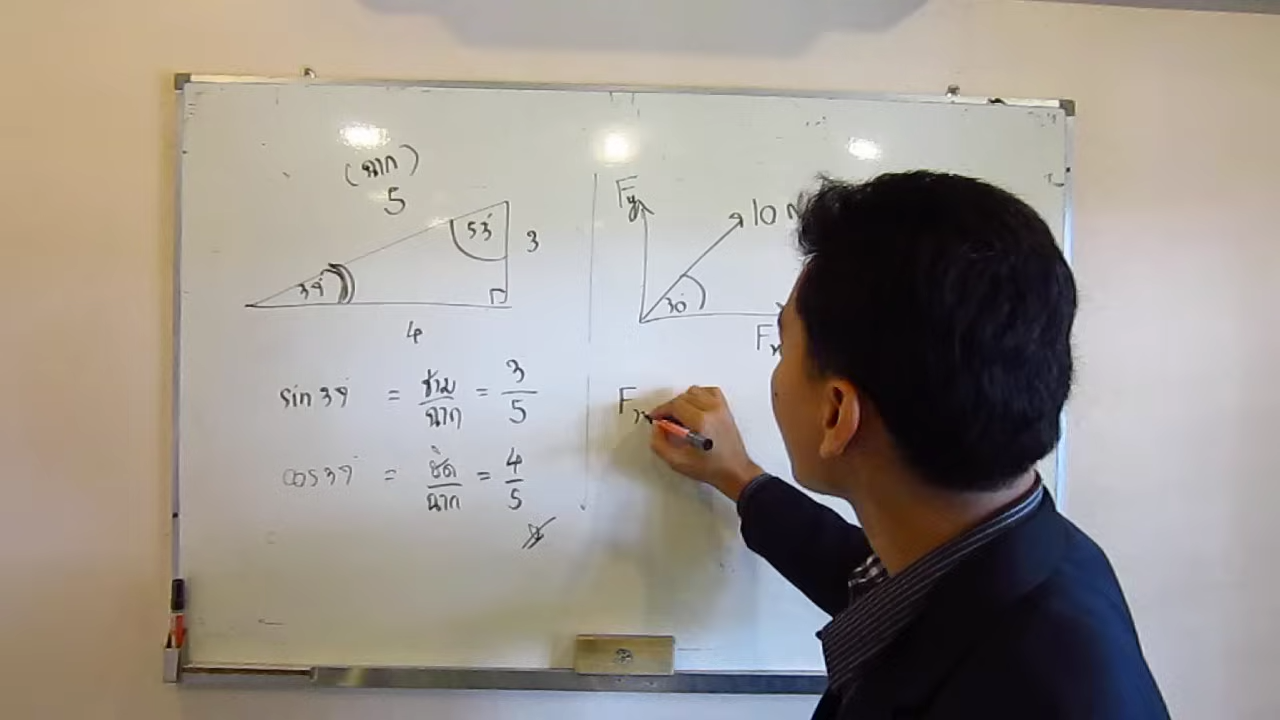 (ฉาก)
5
53°
3
37°
4
sin 37° = ข้าม/ฉาก = 3/5
cos 37° = ชิด/ฉาก = 4/5
Fy
10 N
30°
Fx
Fx